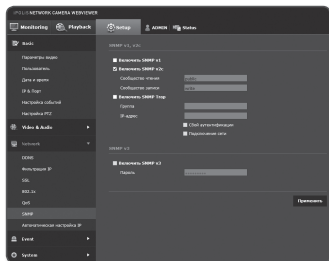 iPOLiS NETWORK CAMERA WEBVIEWER
Monitoring
Playback
Setup
ADMIN
Status
Basic
Параметры видео
Пользователь
Дата и время
IP & Порт
Настройка событий
Настройка PTZ
Video & Audio
Network
DDNS
Фильтрация IP
SSL
802.1x
QoS
SNMP
Автоматическая настройка IP
Event
System
SNMP v1, v2c
Включить SNMP v1
Включить SNMP v2c
Сообщество чтения
public
Сообщество записи
write
Включить SNMP Trap
Группа
IP-адрес
Сбой аутентификации
Подключение сети
SNMP v3
Включить SNMP v3
Пароль
Применить